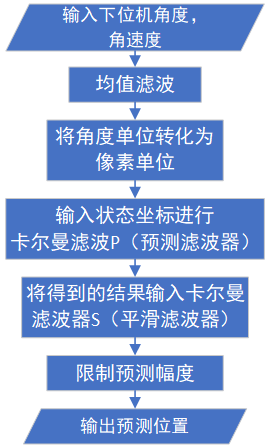 输入下位机角度，
角速度
均值滤波
将角度单位转化为
像素单位
输入状态坐标进行
卡尔曼滤波P（预测滤波器）
将得到的结果输入卡尔曼
滤波器S（平滑滤波器）
限制预测幅度
输出预测位置